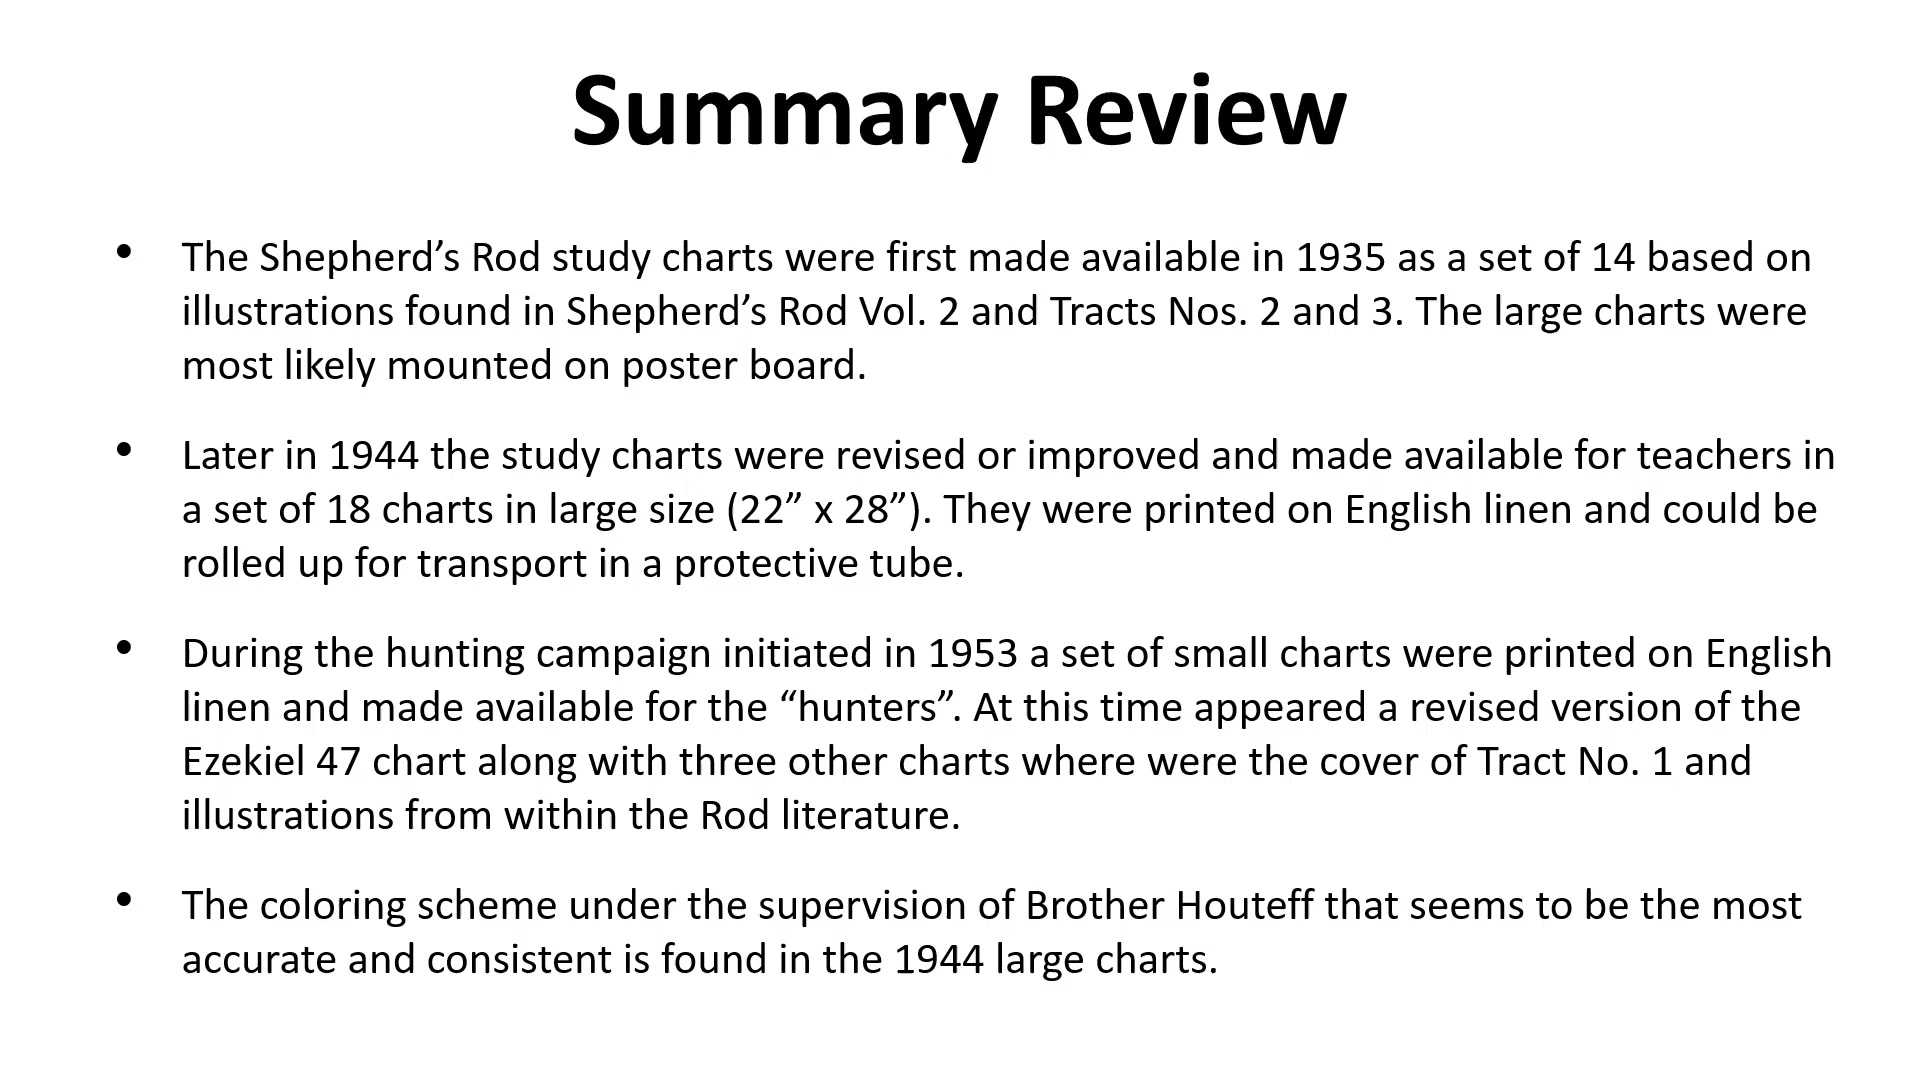 Summary Review
• The Shepherd’s Rod study charts were first made available in 1935 as a set of 14 based on
illustrations found in Shepherd’s Rod Vol. 2 and Tracts Nos. 2 and 3. The large charts were
most likely mounted on poster board.
• Later in 1944 the study charts were revised or improved and made available for teachers in
a set of 18 charts in large size (22” x 28”). They were printed on English linen and could be
rolled up for transport in a protective tube.
• During the hunting campaign initiated in 1953 a set of small charts were printed on English
linen and made available for the “hunters”. At this time appeared a revised version of the
Ezekiel 47 chart along with three other charts where were the cover of Tract No. 1 and
illustrations from within the Rod literature.
• The coloring scheme under the supervision of Brother Houteff that seems to be the most
accurate and consistent is found in the 1944 large charts.